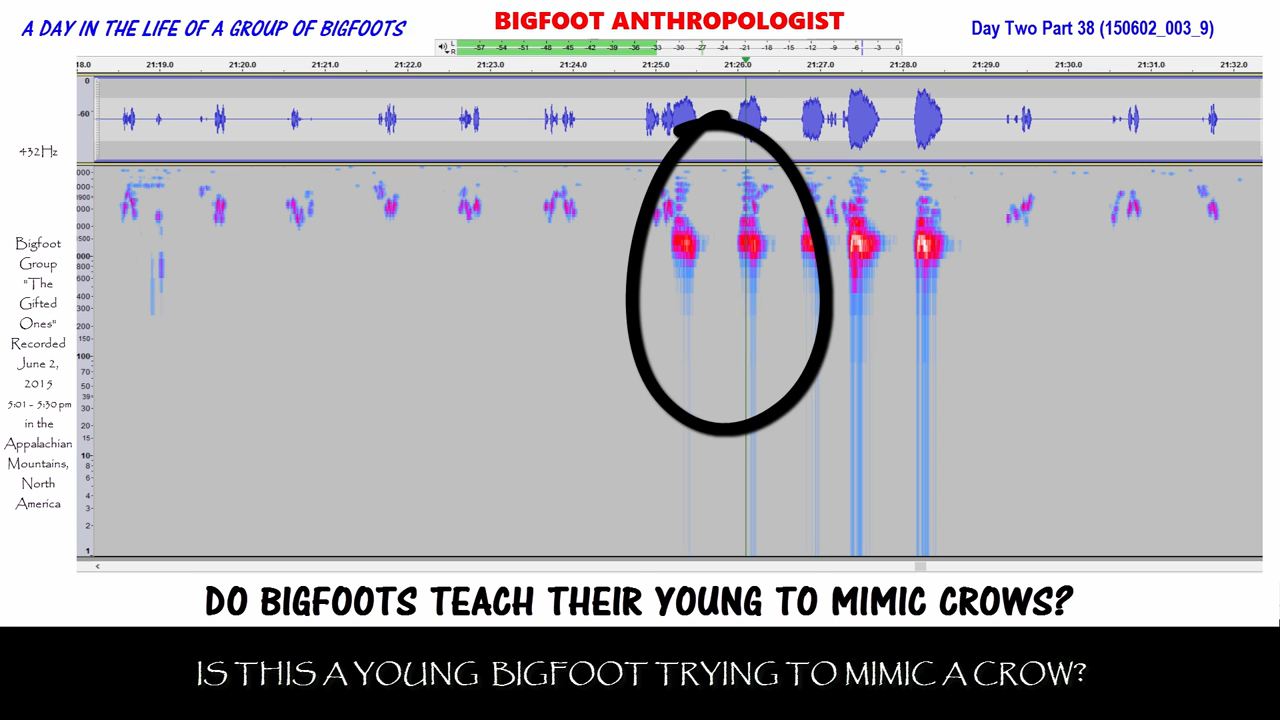 A DAY IN THE LIFE OF A GROUP OF BIGFOOTS
BIGFOOT ANTHROPOLOGIST
Day Two Part 38 (150602_003_9)
L
R
-57 -54 -51 -48 -45 -42 -39 -36 -33 -30 -27 -24 -21 -18 -15 -12 -9 -6 -3 0
18.0 21:19.0 21:20.0 21:21.0 21:22.0 21:23.0 21:24.0 21:25.0 21:26.0 21:27.0 21:28.0 21:29.0 21:30.0 21:31.0 21:32.0
0
-60
432Hz
Bigfoot
Group
"The
Gifted
Ones"
Recorded
June 2,
2015
5:01 - 5:30 pm
in the
Appalachian
Mountains,
North
America
800
600
400
300
200
150
100
70
50
39
30
20
15
10
8
6
4
3
2
1
DO BIGFOOTS TEACH THEIR YOUNG TO MIMIC CROWS?
IS THIS A YOUNG BIGFOOT TRYING TO MIMIC A CROW?